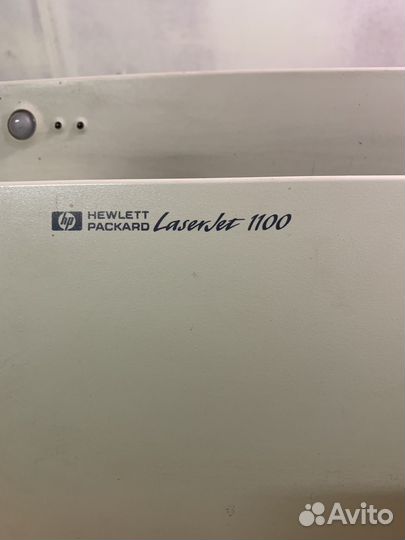 hp HEWLETT PACKARD LaserJet 1100
Avito